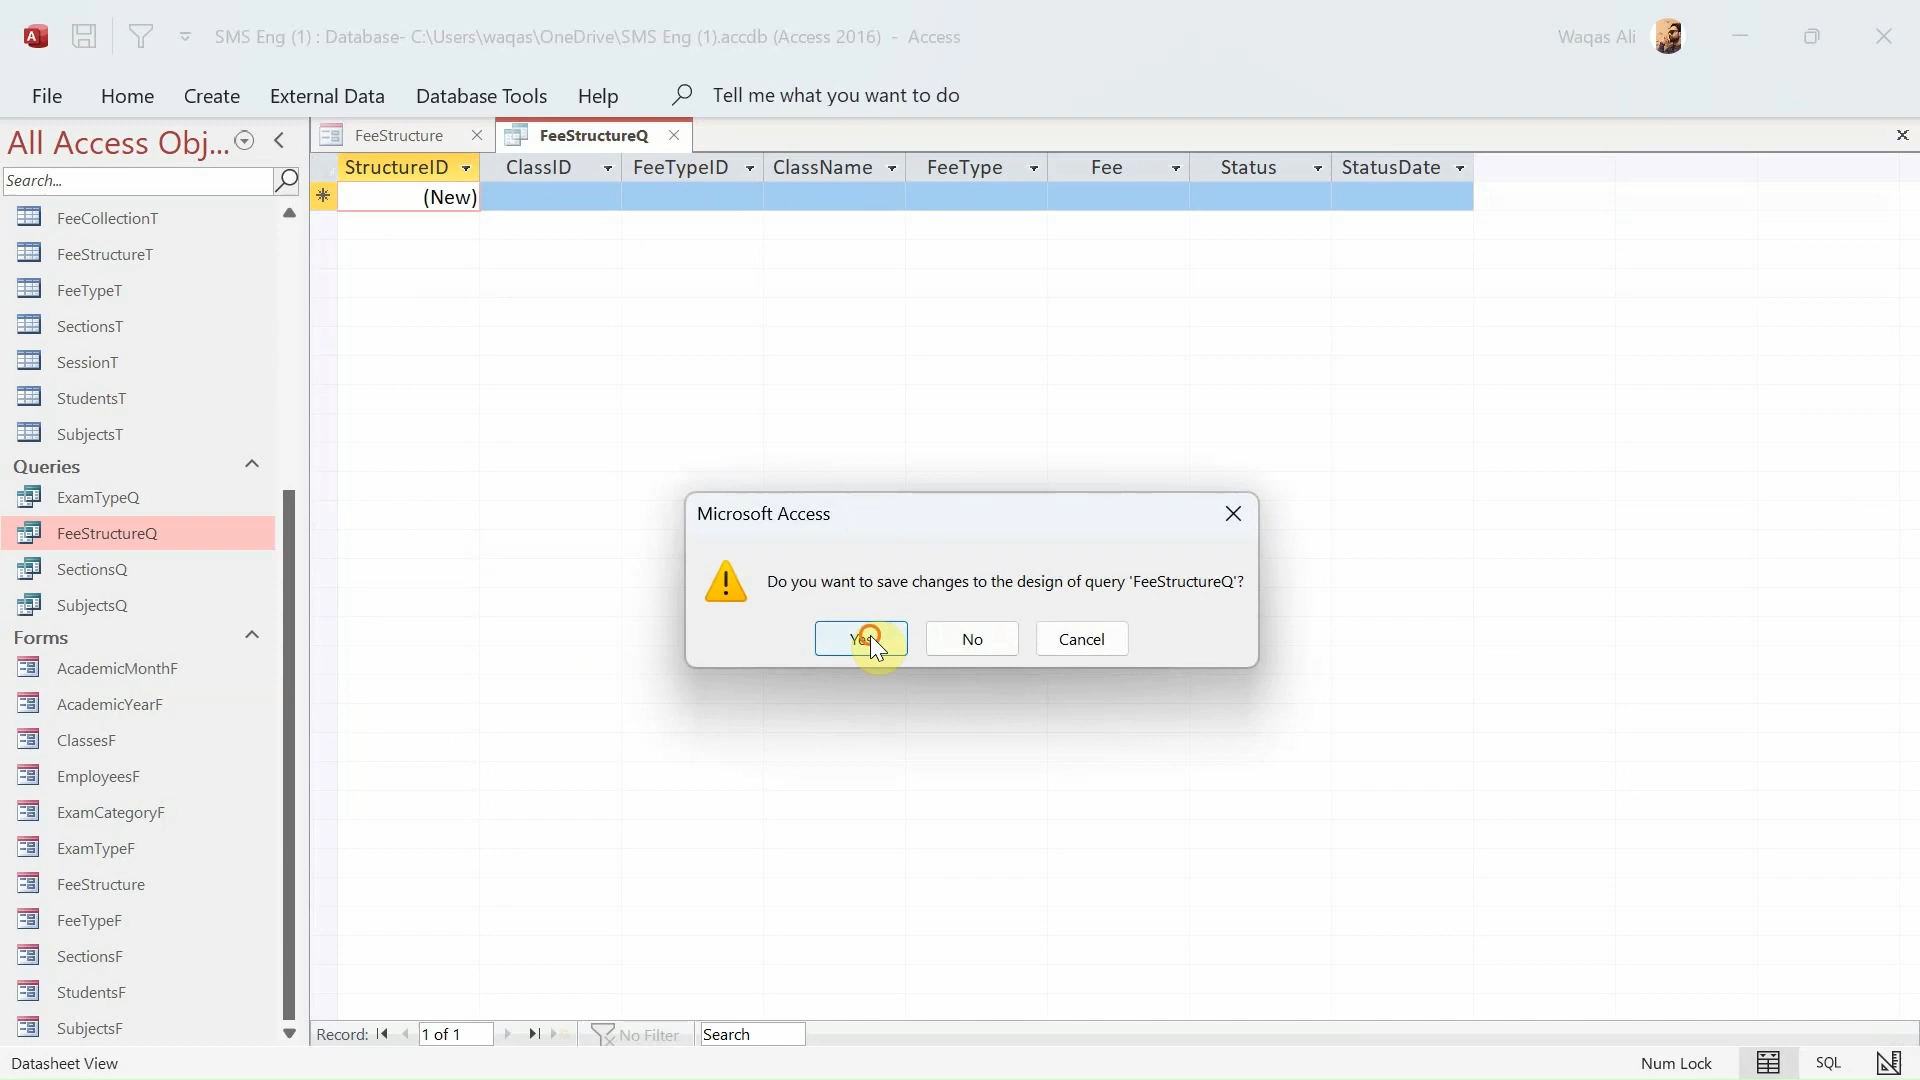 SMS Eng (1) : Database- C:\Users\waqas\OneDrive\SMS Eng (1).accdb (Access 2016) - Access
Waqas Ali
File Home Create External Data Database Tools Help Tell me what you want to do
All Access Obj...
Search...
FeeCollectionT
FeeStructureT
FeeTypeT
SectionsT
SessionT
StudentsT
SubjectsT
Queries
ExamTypeQ
FeeStructureQ
SectionsQ
SubjectsQ
Forms
AcademicMonthF
AcademicYearF
ClassesF
EmployeesF
ExamCategoryF
ExamTypeF
FeeStructure
FeeTypeF
SectionsF
StudentsF
SubjectsF
FeeStructure FeeStructureQ
StructureID ClassID FeeTypeID ClassName FeeType Fee Status StatusDate
(New)
Microsoft Access
Do you want to save changes to the design of query 'FeeStructureQ'?
Yes No Cancel
Record: 1 of 1 No Filter Search
Datasheet View
Num Lock
SQL